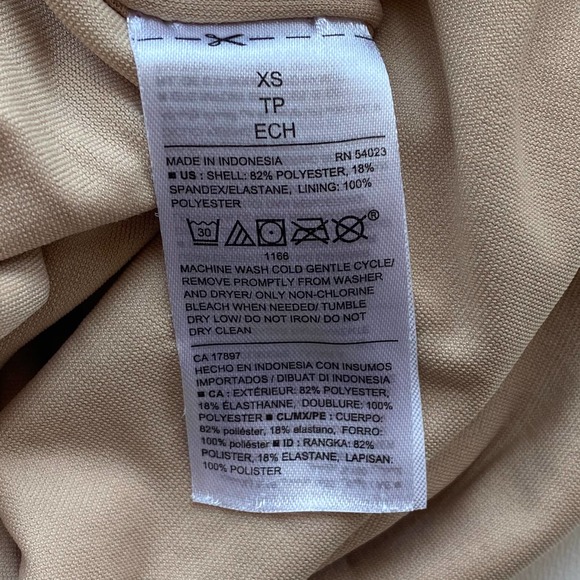 XS
TP
ECH
MADE IN INDONESIA RN 54023
■ US : SHELL: 82% POLYESTER, 18%
SPANDEX/ELASTANE, LINING: 100%
POLYESTER
30 ®
1166
MACHINE WASH COLD GENTLE CYCLE/
REMOVE PROMPTLY FROM WASHER
AND DRYER/ ONLY NON-CHLORINE
BLEACH WHEN NEEDED/ TUMBLE
DRY LOW/ DO NOT IRON/ DO NOT
DRY CLEAN
CA 17897
HECHO EN INDONESIA CON INSUMOS
IMPORTADOS / DIBUAT DI INDONESIA
■ CA : EXTÉRIEUR: 82% POLYESTER,
18% ÉLASTHANNE, DOUBLURE: 100%
POLYESTER ■ CL/MX/PE : CUERPO:
82% poliéster, 18% elastano, FORRO:
100% poliéster ■ ID : RANGKA: 82%
POLISTER, 18% ELASTANE, LAPISAN:
100% POLISTER